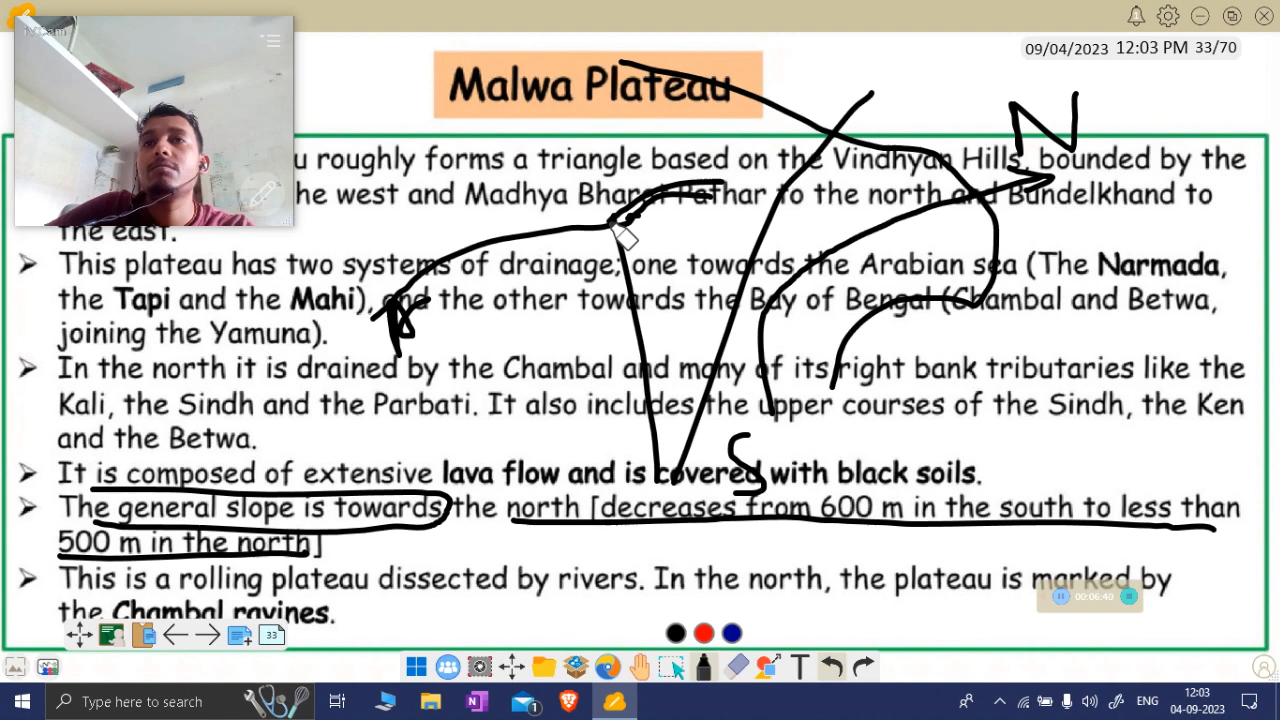 ivCam
09/04/2023 12:03 PM 33/70
Malwa Plateau
u roughly forms a triangle based on the Vindhyan Hills, bounded by the
he west and Madhya Bharat Pathar to the north and Bundelkhand to
the east.
➤ This plateau has two systems of drainage; one towards the Arabian sea (The Narmada,
the Tapi and the Mahi), and the other towards the Bay of Bengal (Chambal and Betwa,
joining the Yamuna).
➤ In the north it is drained by the Chambal and many of its right bank tributaries like the
Kali, the Sindh and the Parbati. It also includes the upper courses of the Sindh, the Ken
and the Betwa.
➤ It is composed of extensive lava flow and is covered with black soils.
➤ The general slope is towards the north [decreases from 600 m in the south to less than
500 m in the north]
➤ This is a rolling plateau dissected by rivers. In the north, the plateau is marked by
the Chambal ravines.
N
S
00:06:40
33
Type here to search
1
ENG
12:03
04-09-2023